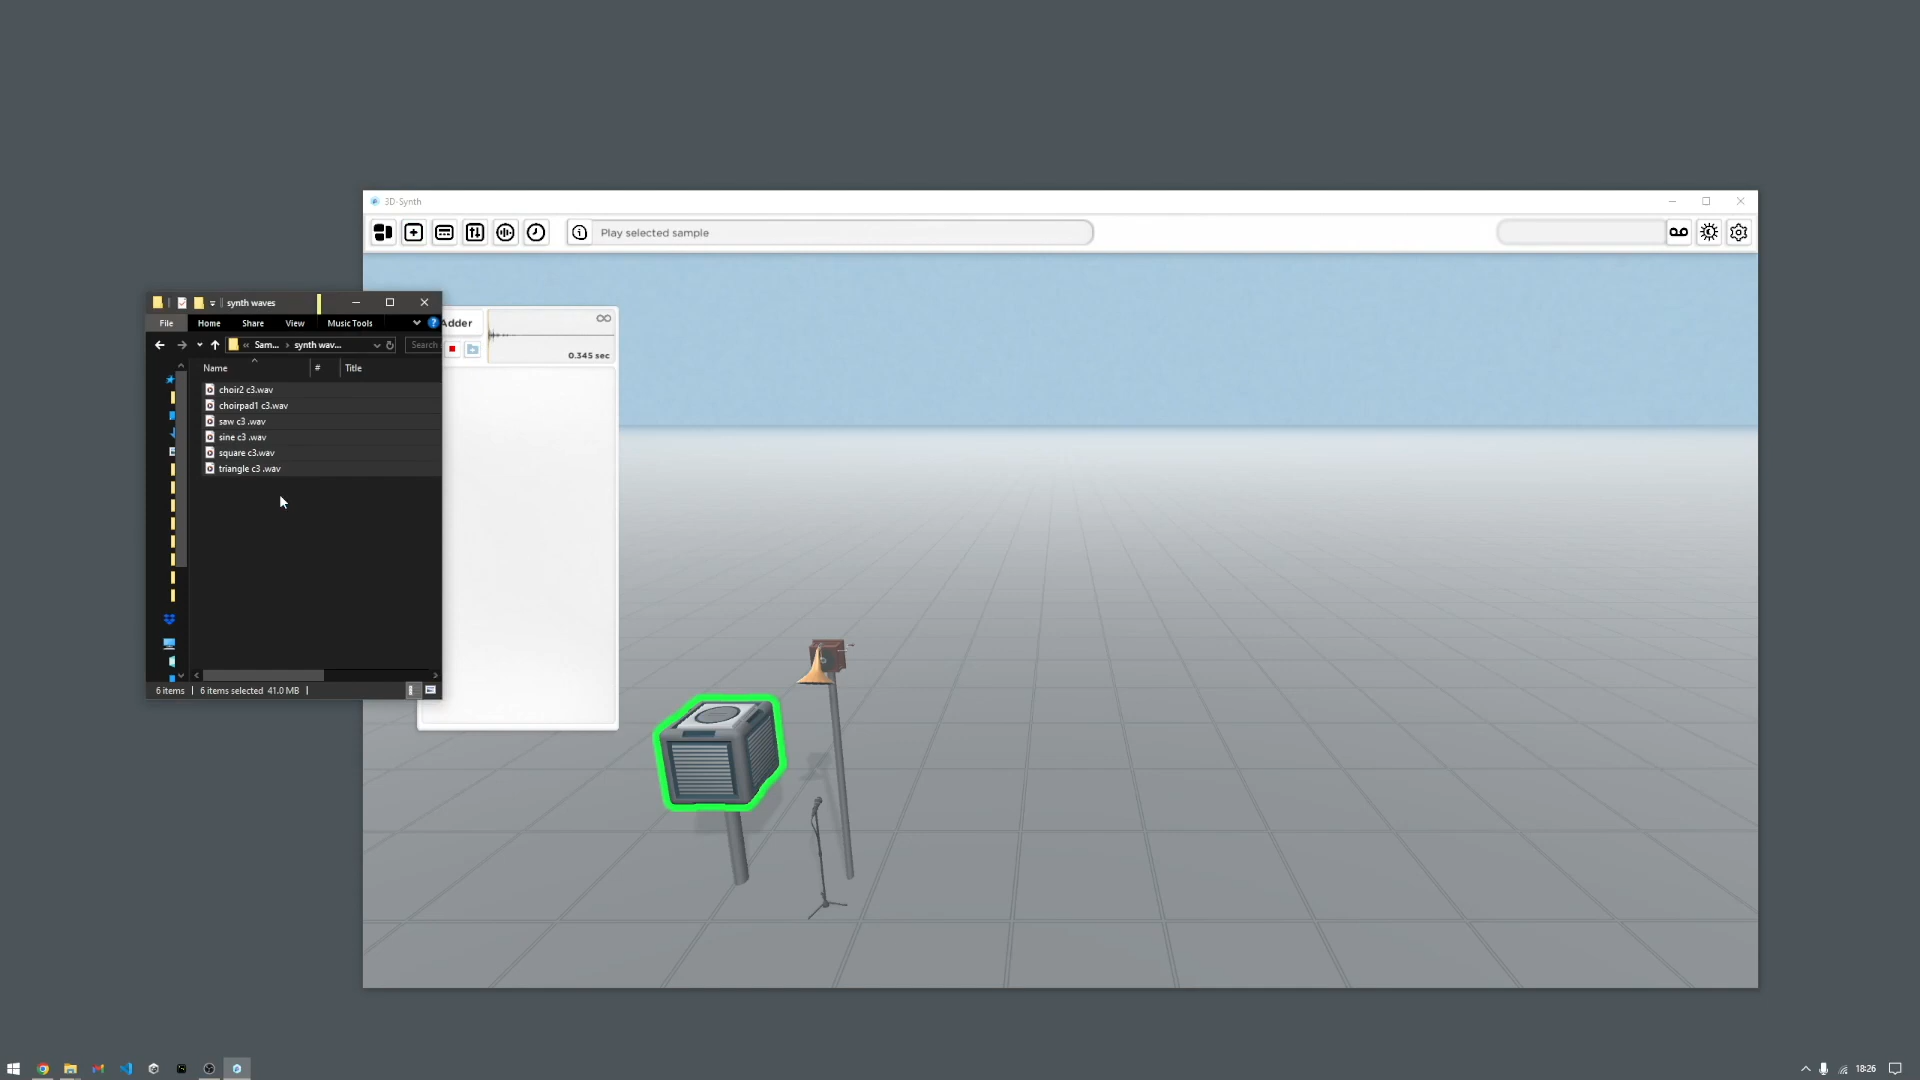 3D-Synth
Play selected sample
synth waves
File Home Share View Music Tools
Adder
« Sam... › synth wav... Search
0.345 sec
Name # Title
choir2 c3.wav
choirpad1 c3.wav
saw c3 .wav
sine c3 .wav
square c3.wav
triangle c3 .wav
6 items 6 items selected 41.0 MB
18:26